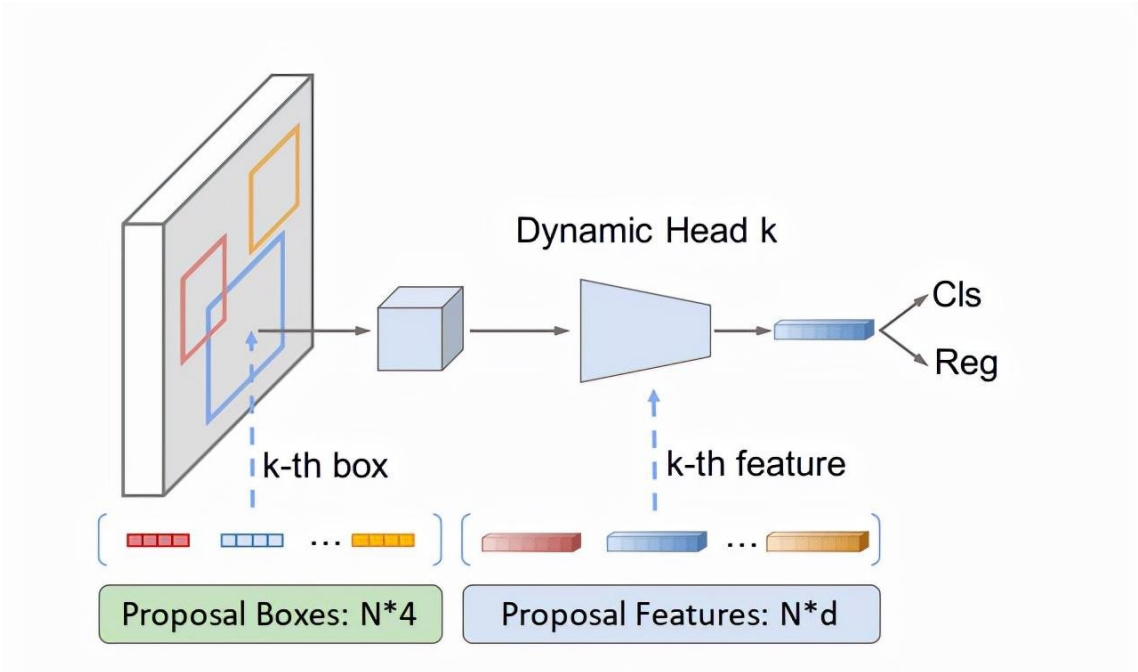 Dynamic Head k
Cls
Reg
k-th box
k-th feature
...
...
Proposal Boxes: N*4
Proposal Features: N*d